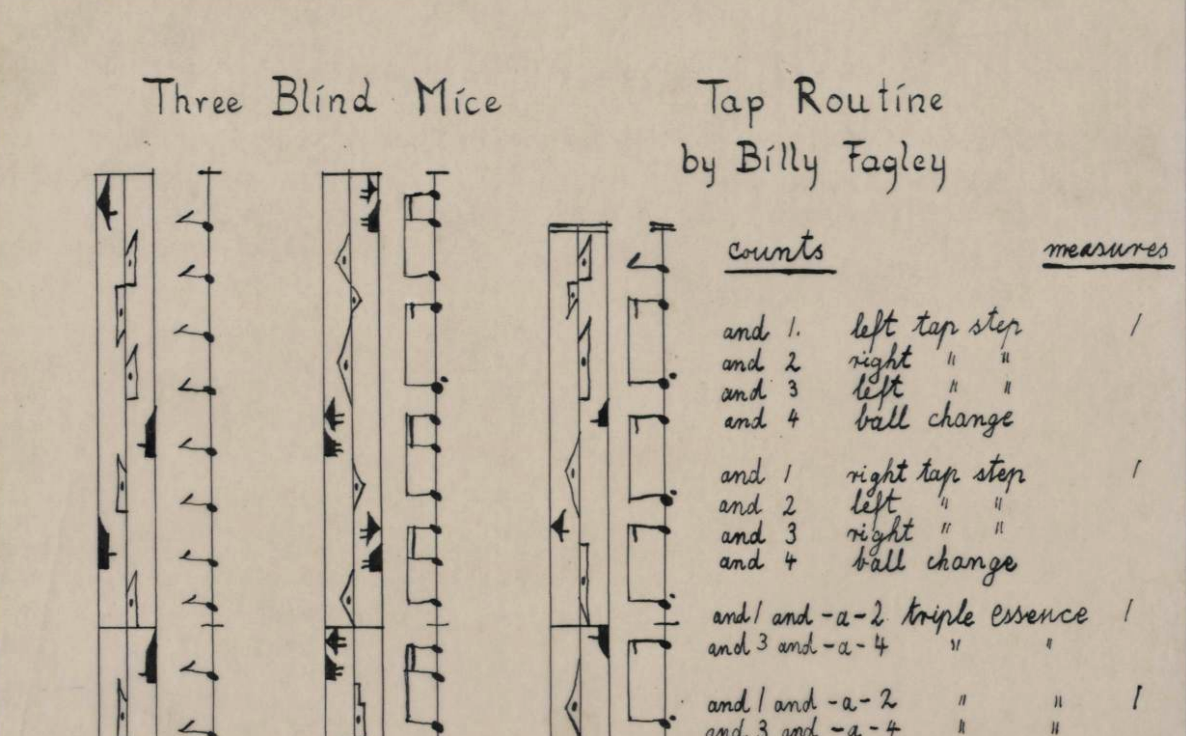 Three Blind Mice
Tap Routine
by Billy Fagley
counts measures
and 1. left tap step 1
and 2 right " "
and 3 left " "
and 4 ball change
and 1 right tap step 1
and 2 left " "
and 3 right " "
and 4 ball change
and 1 and -a-2 triple essence 1
and 3 and -a-4 " "
and 1 and -a-2 " " 1
and 3 and -a-4 " "